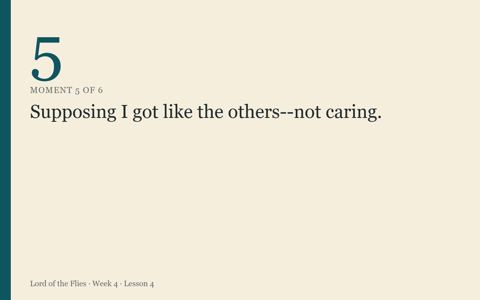 5
MOMENT 5 OF 6
Supposing I got like the others--not caring.
Lord of the Flies · Week 4 · Lesson 4